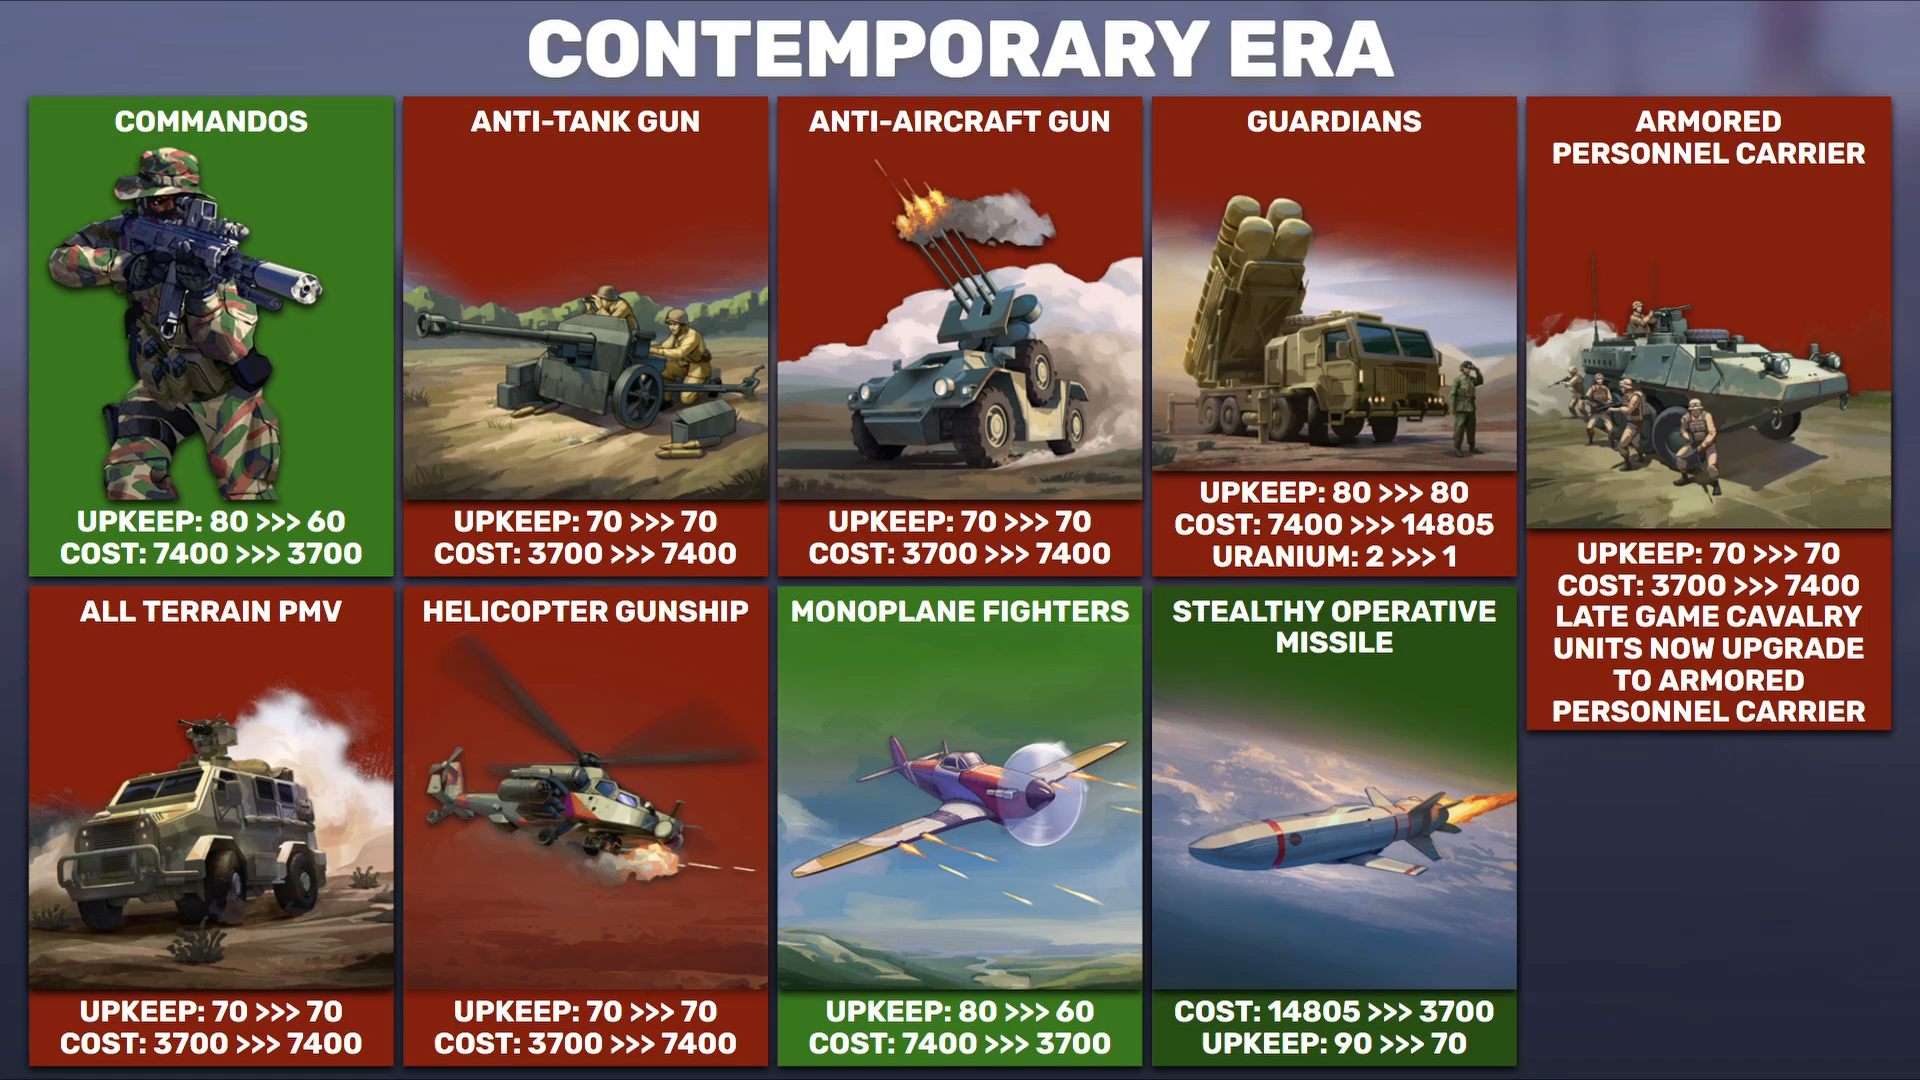 CONTEMPORARY ERA
COMMANDOS
UPKEEP: 80 >>> 60
COST: 7400 >>> 3700
ANTI-TANK GUN
UPKEEP: 70 >>> 70
COST: 3700 >>> 7400
ANTI-AIRCRAFT GUN
UPKEEP: 70 >>> 70
COST: 3700 >>> 7400
GUARDIANS
UPKEEP: 80 >>> 80
COST: 7400 >>> 14805
URANIUM: 2 >>> 1
ARMORED
PERSONNEL CARRIER
UPKEEP: 70 >>> 70
COST: 3700 >>> 7400
LATE GAME CAVALRY
UNITS NOW UPGRADE
TO ARMORED
PERSONNEL CARRIER
ALL TERRAIN PMV
UPKEEP: 70 >>> 70
COST: 3700 >>> 7400
HELICOPTER GUNSHIP
UPKEEP: 70 >>> 70
COST: 3700 >>> 7400
MONOPLANE FIGHTERS
UPKEEP: 80 >>> 60
COST: 7400 >>> 3700
STEALTHY OPERATIVE
MISSILE
COST: 14805 >>> 3700
UPKEEP: 90 >>> 70